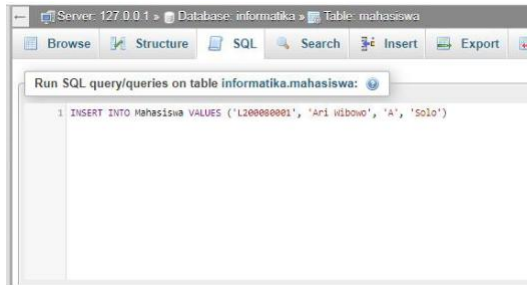 Server: 127.0.0.1 » Database: informatika » Table: mahasiswa
Browse Structure SQL Search Insert Export
Run SQL query/queries on table informatika.mahasiswa:
1 INSERT INTO Mahasiswa VALUES ('L200080001', 'Ari Wibowo', 'A', 'Solo')